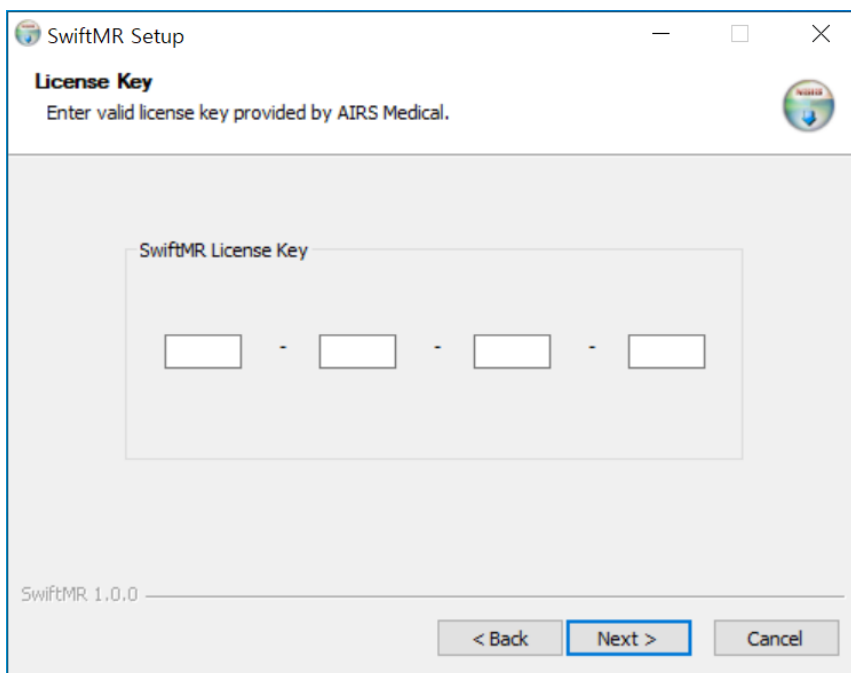 SwiftMR Setup
License Key
Enter valid license key provided by AIRS Medical.
SwiftMR License Key
- - -
SwiftMR 1.0.0
< Back Next > Cancel